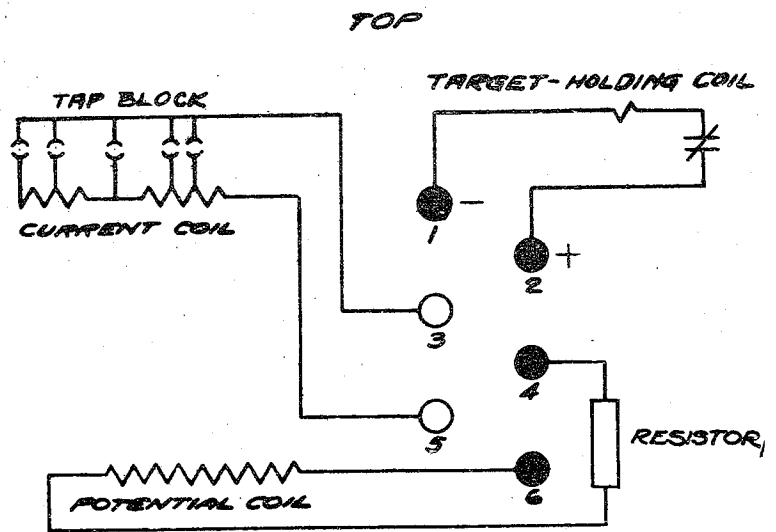 TOP
TARGET-HOLDING COIL
TAP BLOCK
CURRENT COIL
1 -
2 +
3
4
5
RESISTOR
POTENTIAL COIL
6